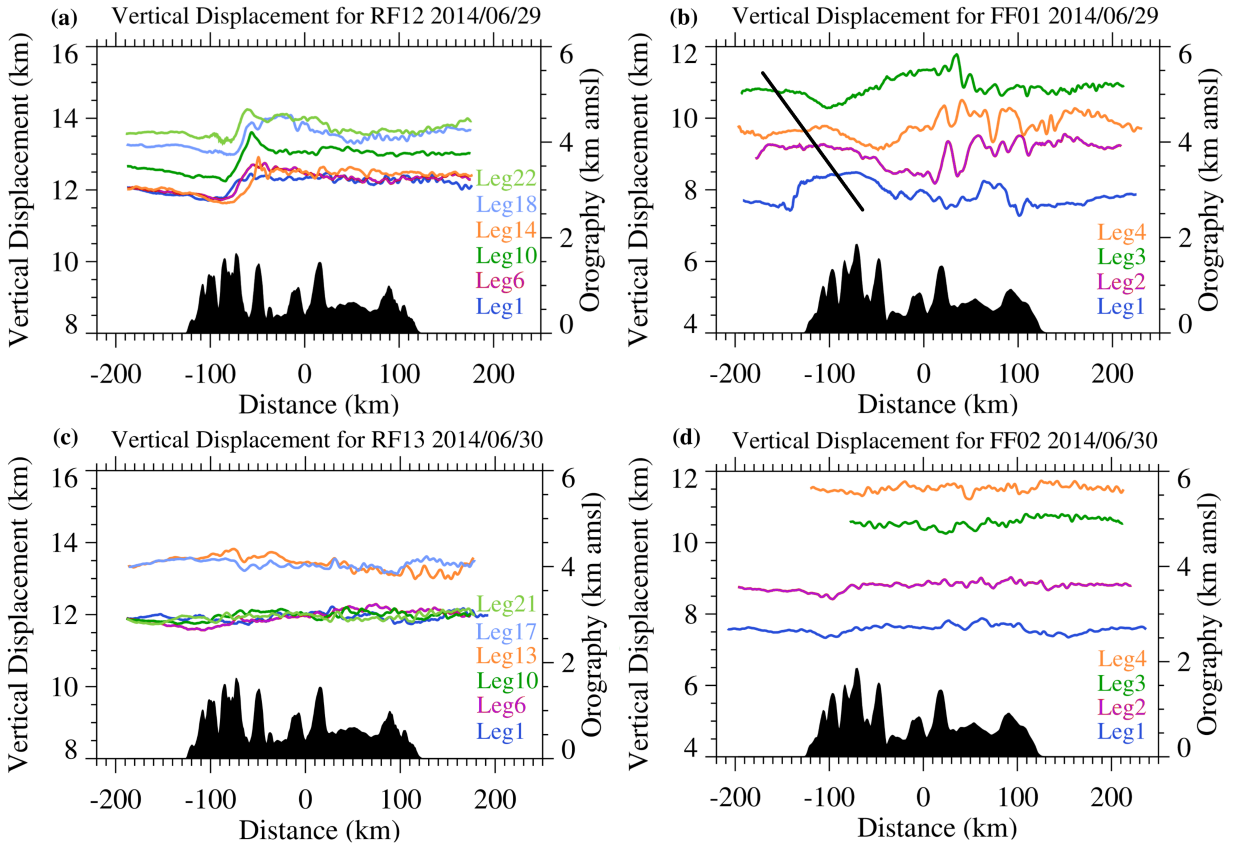 (a) Vertical Displacement for RF12 2014/06/29
Vertical Displacement (km)
16
14
12
10
8
6
4
2
0
Orography (km amsl)
Leg22
Leg18
Leg14
Leg10
Leg6
Leg1
-200 -100 0 100 200
Distance (km)
(b) Vertical Displacement for FF01 2014/06/29
Vertical Displacement (km)
12
10
8
6
4
6
4
2
0
Orography (km amsl)
Leg4
Leg3
Leg2
Leg1
-200 -100 0 100 200
Distance (km)
(c) Vertical Displacement for RF13 2014/06/30
Vertical Displacement (km)
16
14
12
10
8
6
4
2
0
Orography (km amsl)
Leg21
Leg17
Leg13
Leg10
Leg6
Leg1
-200 -100 0 100 200
Distance (km)
(d) Vertical Displacement for FF02 2014/06/30
Vertical Displacement (km)
12
10
8
6
4
6
4
2
0
Orography (km amsl)
Leg4
Leg3
Leg2
Leg1
-200 -100 0 100 200
Distance (km)